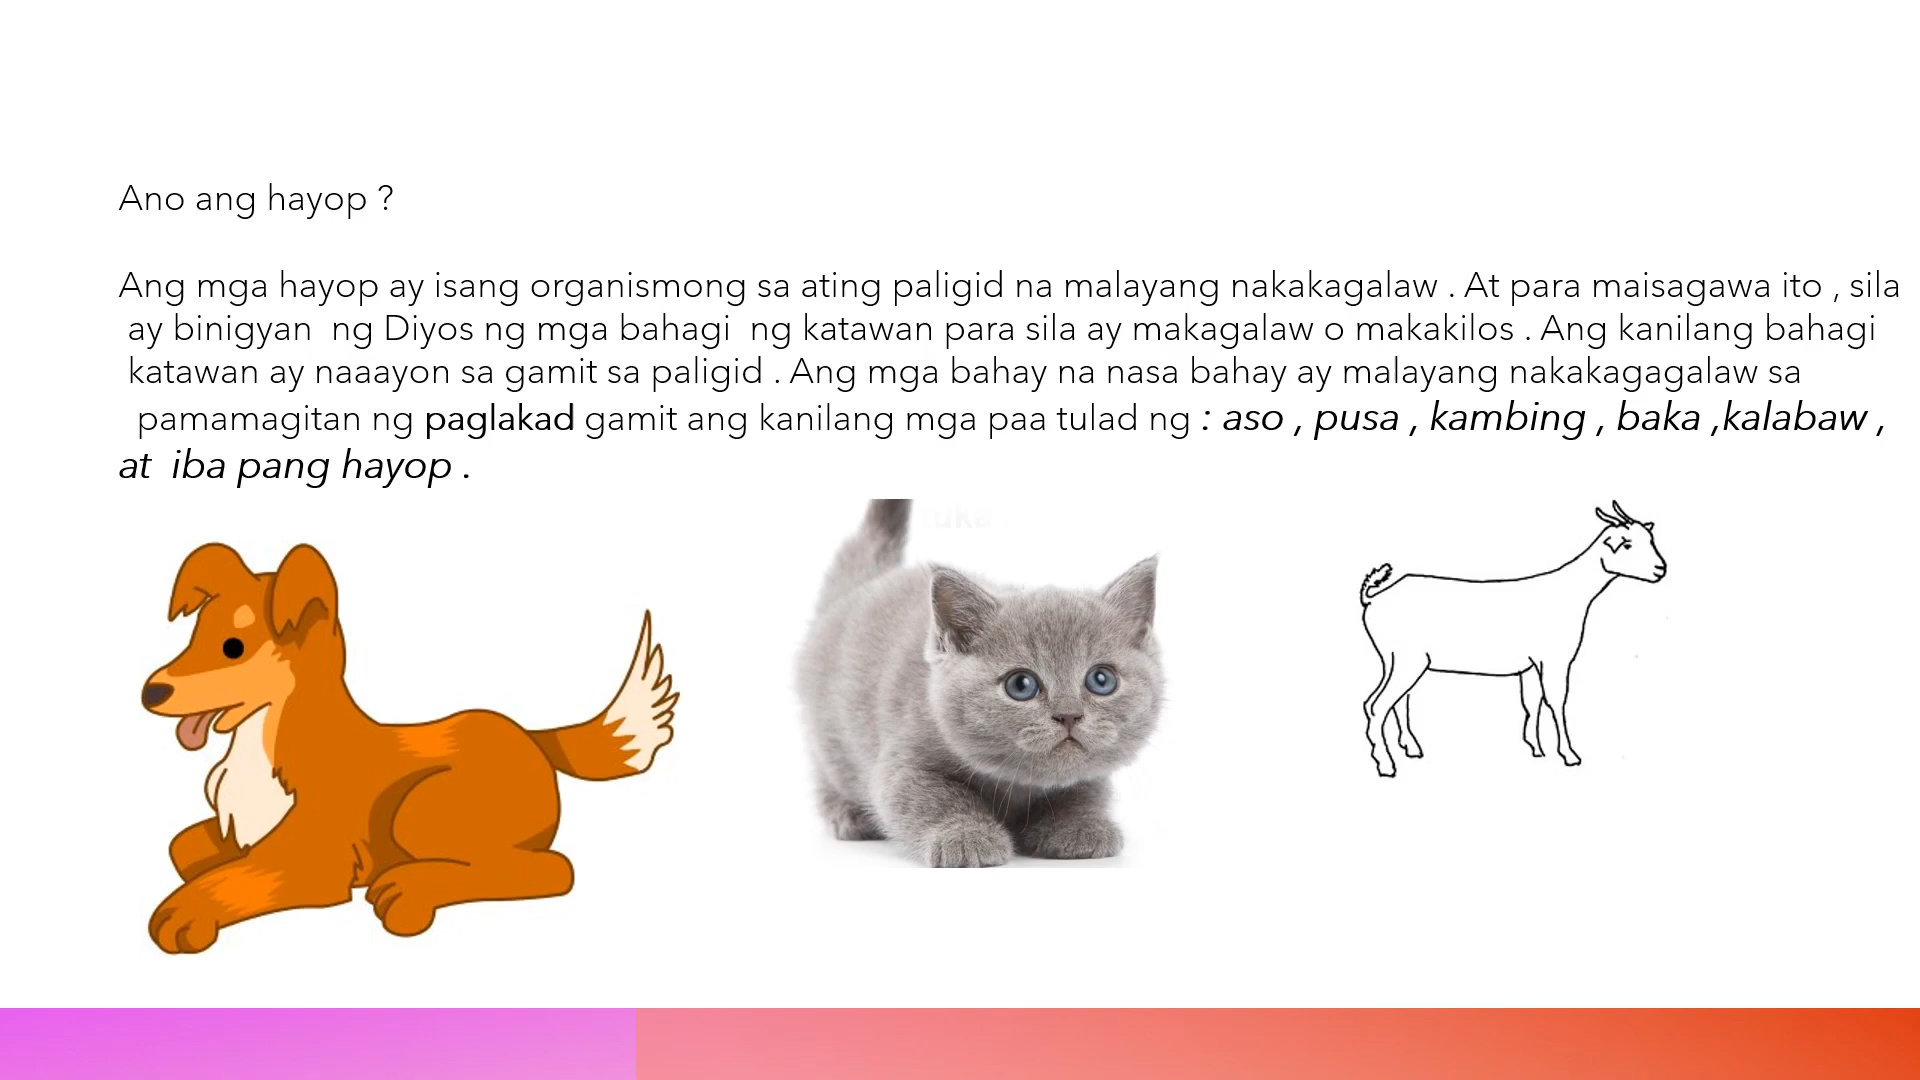 Ano ang hayop ?
Ang mga hayop ay isang organismong sa ating paligid na malayang nakakagalaw . At para maisagawa ito , sila
ay binigyan ng Diyos ng mga bahagi ng katawan para sila ay makagalaw o makakilos . Ang kanilang bahagi
katawan ay naaayon sa gamit sa paligid . Ang mga bahay na nasa bahay ay malayang nakakagagalaw sa
pamamagitan ng paglakad gamit ang kanilang mga paa tulad ng : aso , pusa , kambing , baka ,kalabaw ,
at iba pang hayop .